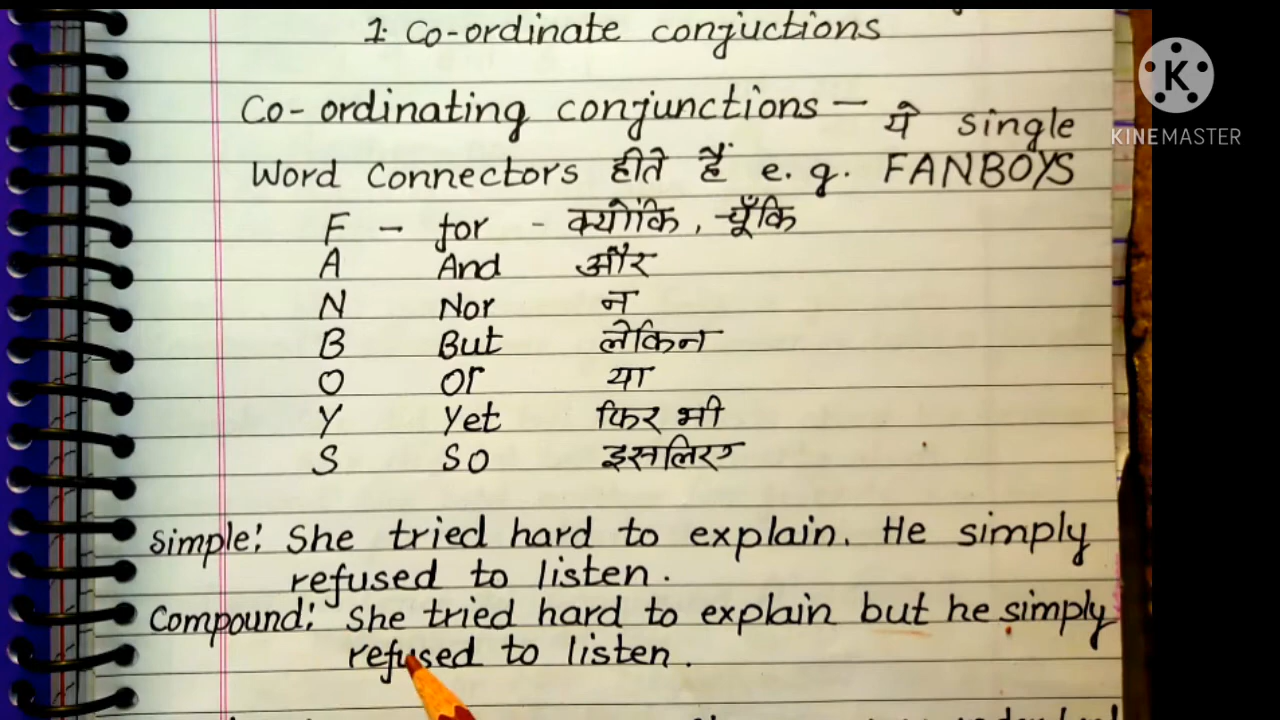 1. Co-ordinate conjuctions
Co-ordinating conjunctions – ये single
Word Connectors होते हैं e.g. FANBOYS
F - for - क्योंकि, चूँकि
A And और
N Nor न
B But लेकिन
O or या
Y Yet फिर भी
S So इसलिए
Simple: She tried hard to explain. He simply
refused to listen.
Compound: She tried hard to explain but he simply
refused to listen.
K
KINEMASTER